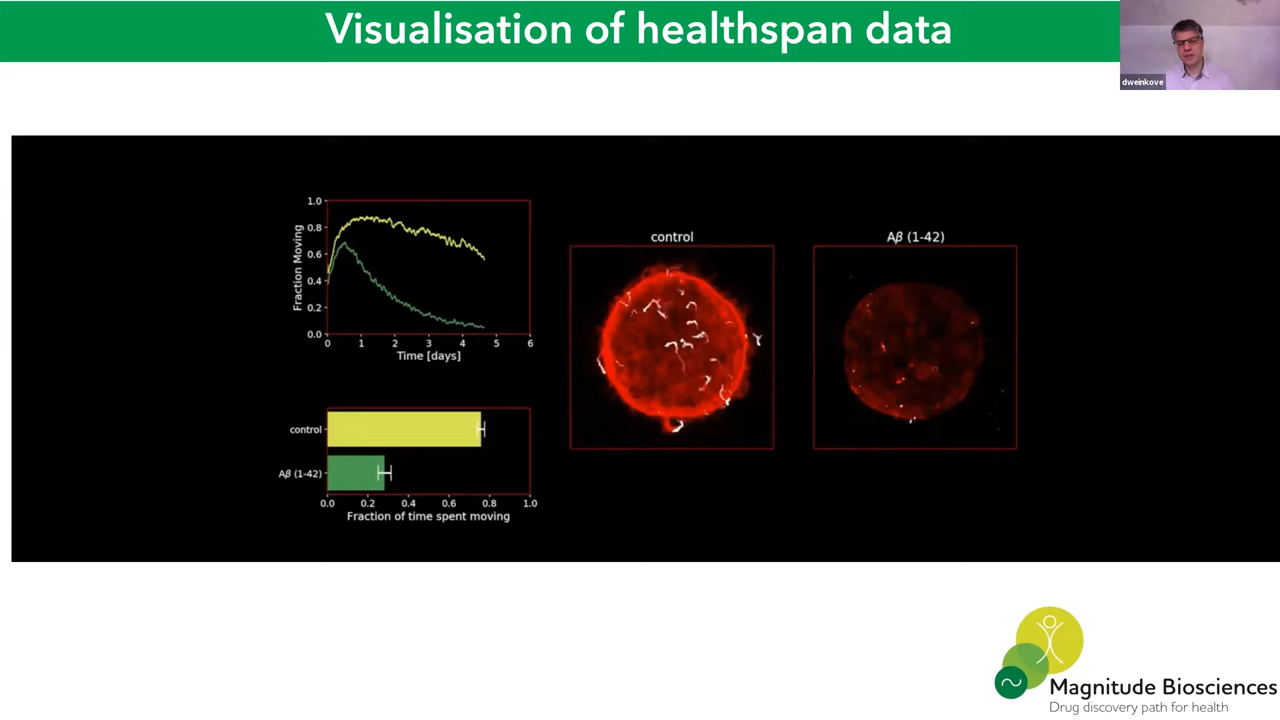 Visualisation of healthspan data
dweinkove
1.0
0.8
0.6
0.4
0.2
0.0
Fraction Moving
0 1 2 3 4 5 6
Time [days]
control
Aβ (1-42)
0.0 0.2 0.4 0.6 0.8 1.0
Fraction of time spent moving
control
Aβ (1-42)
Magnitude Biosciences
Drug discovery path for health